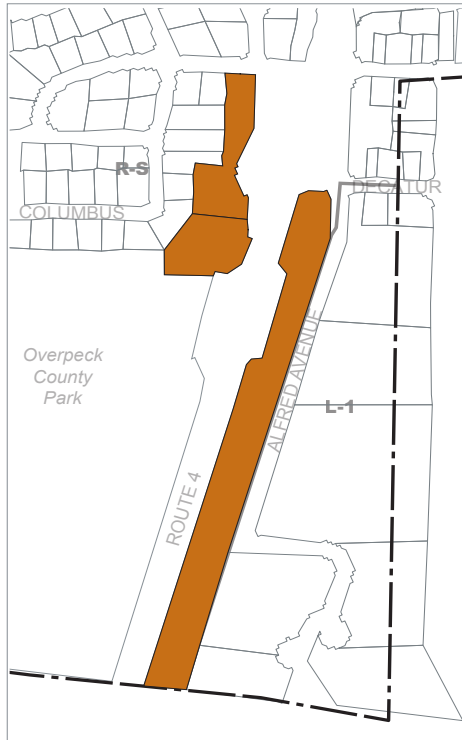 R-S
DECATUR
COLUMBUS
Overpeck
County
Park
ALFRED AVENUE
L-1
ROUTE 4